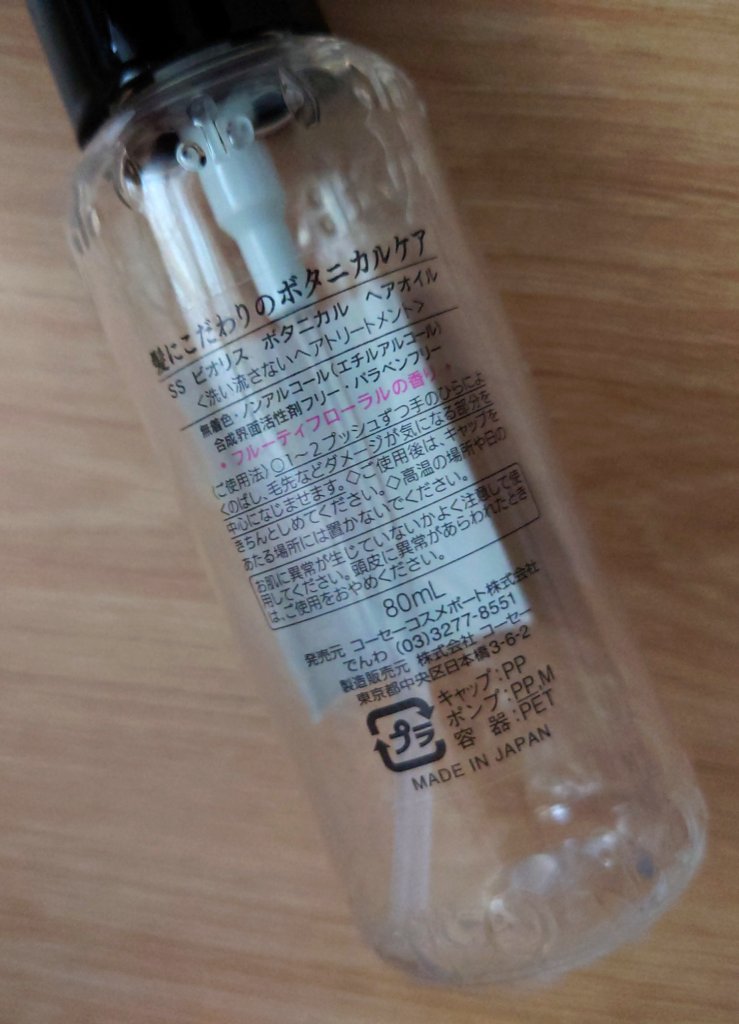 髪にこだわりのボタニカルケア
SS ビオリス ボタニカル ヘアオイル
<洗い流さないヘアトリートメント>
無着色・ノンアルコール(エチルアルコール)
合成界面活性剤フリー・パラベンフリー
・フルーティフローラルの香り・
〈ご使用法〉○1~2プッシュずつ手のひらによ
くのばし、毛先などダメージが気になる部分を
中心になじませます。◇ご使用後は、キャップを
きちんとしめてください。◇高温の場所や日の
あたる場所には置かないでください。
お肌に異常が生じていないかよく注意して使
用してください。頭皮に異常があらわれたとき
は、ご使用をおやめください。
80mL
発売元 コーセーコスメポート株式会社
でんわ (03)3277-8551
製造販売元 株式会社 コーセー
東京都中央区日本橋3-6-2
プラ
キャップ:PP
ポンプ:PP,M
容器:PET
MADE IN JAPAN